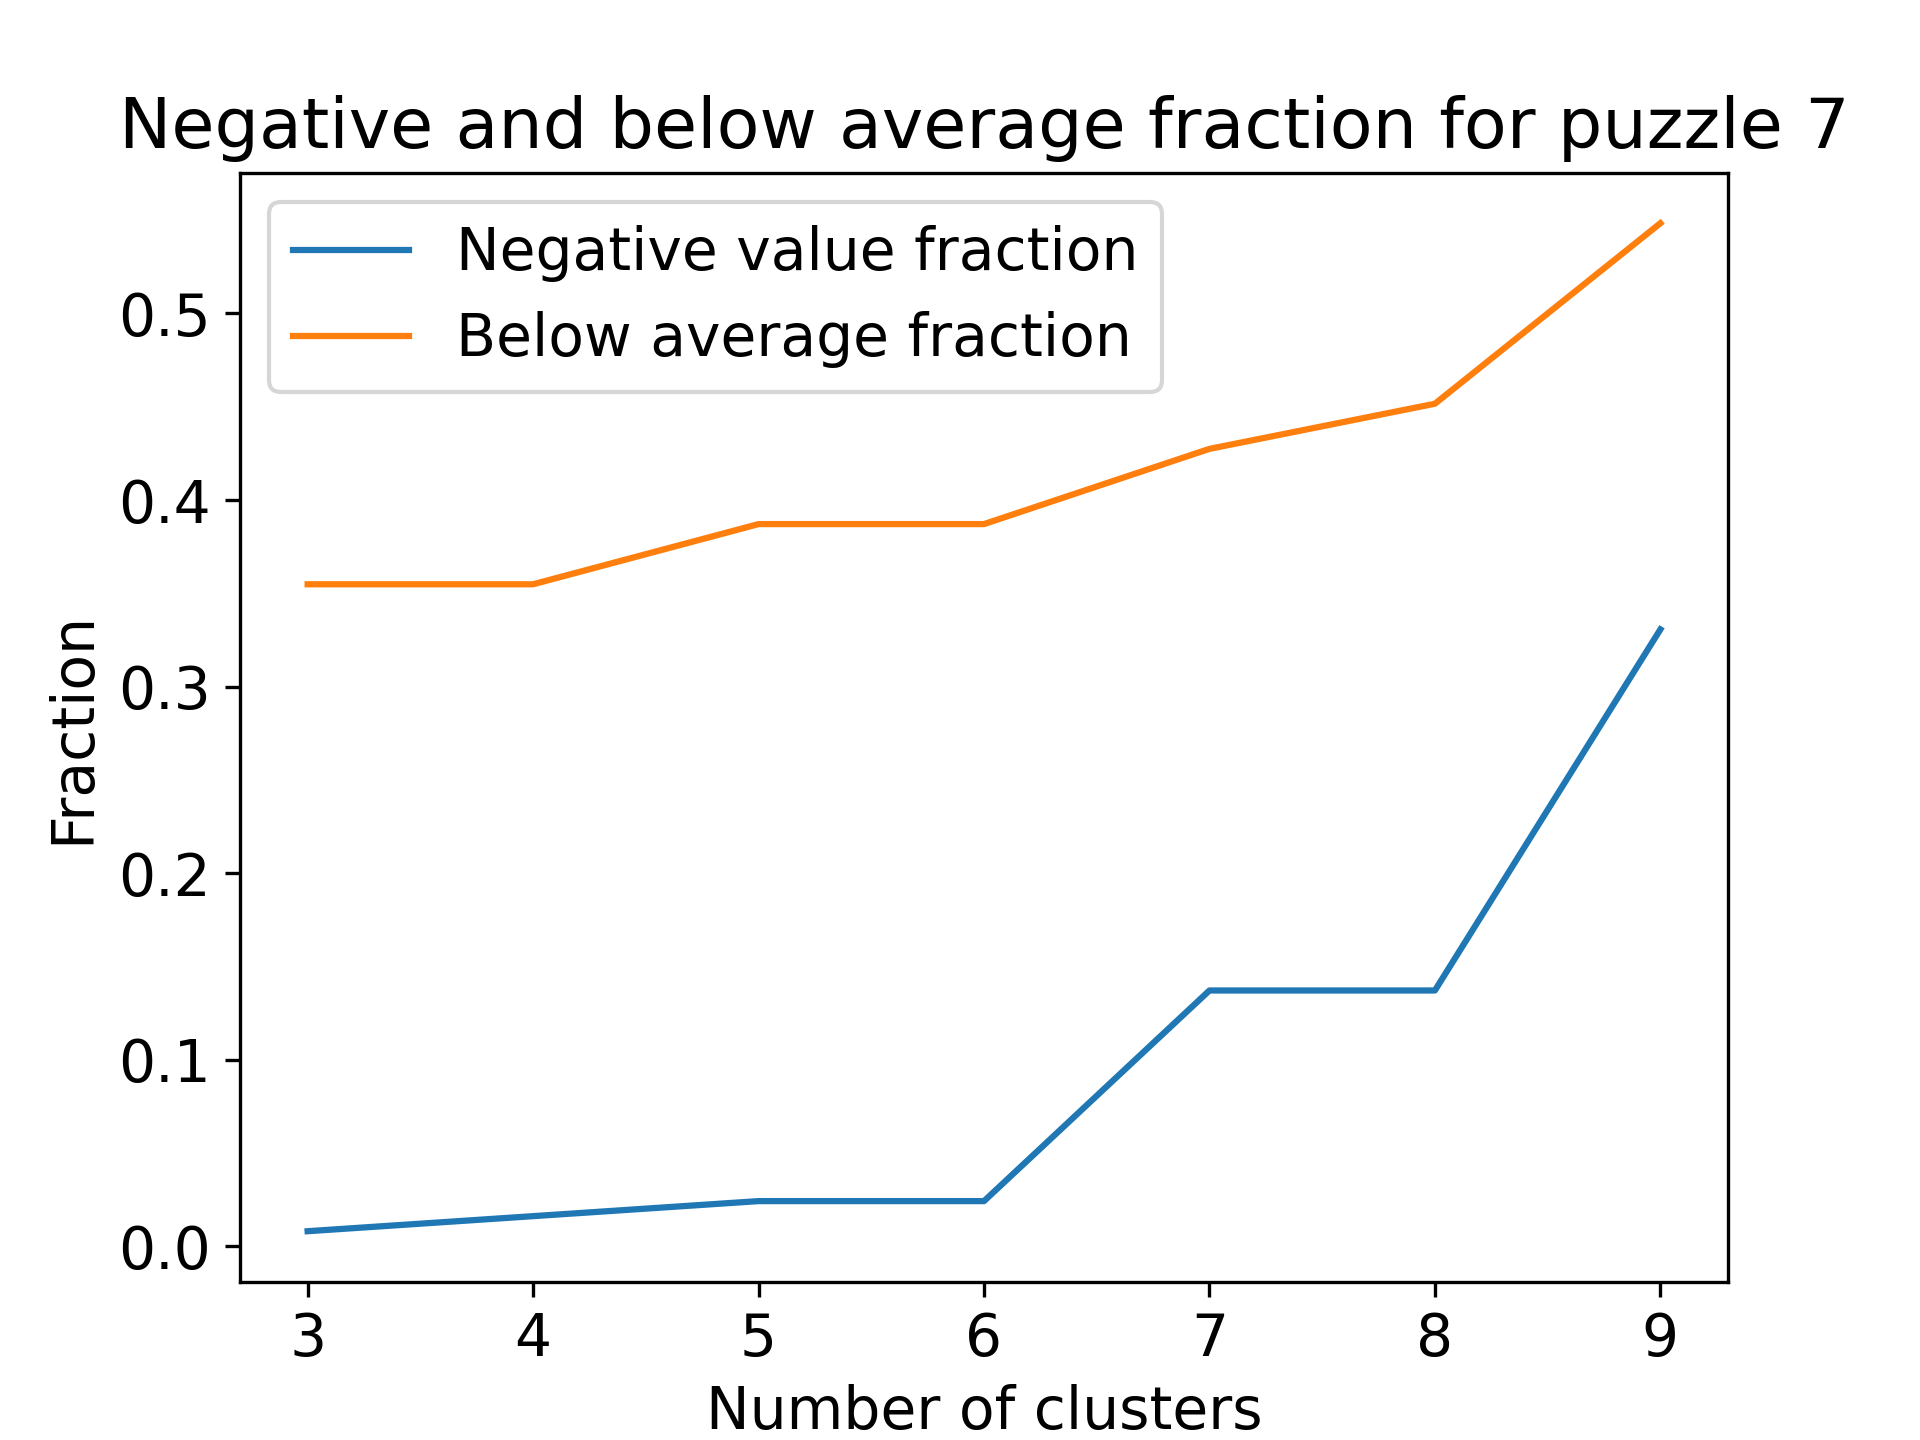 Negative and below average fraction for puzzle 7
Negative value fraction
Below average fraction
0.5
0.4
0.3
0.2
0.1
0.0
Fraction
3 4 5 6 7 8 9
Number of clusters